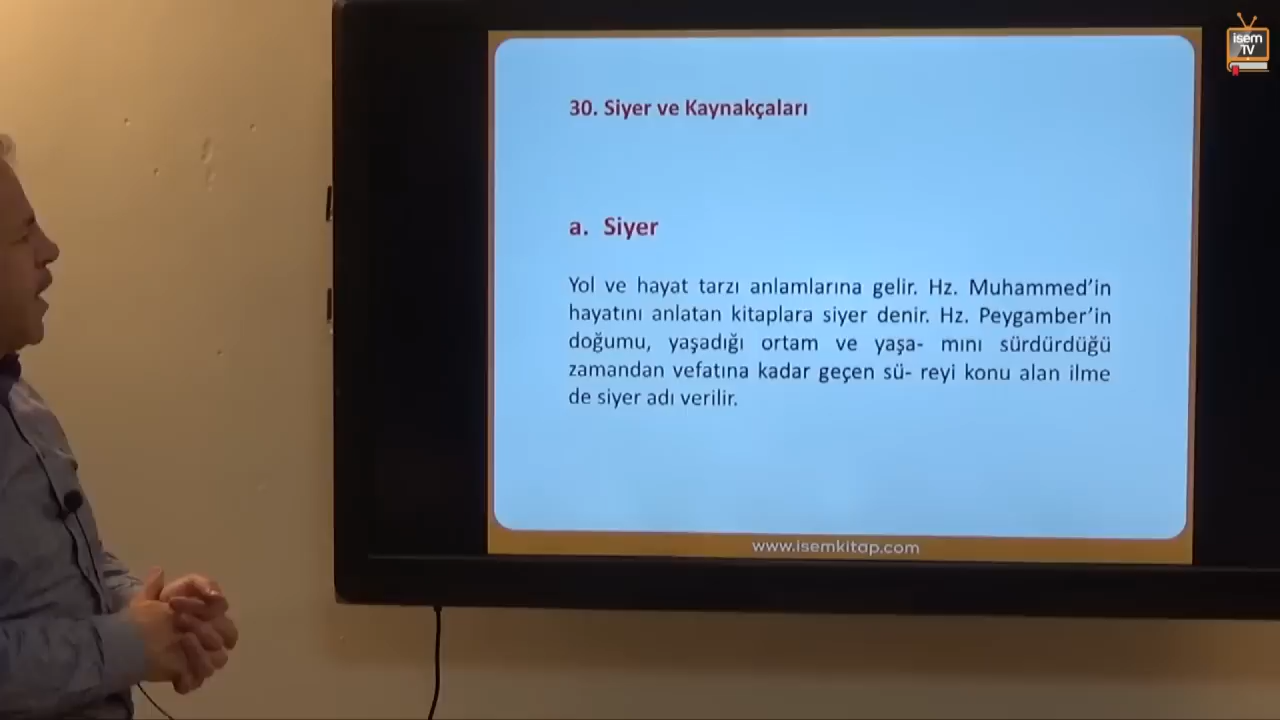 isem
TV
30. Siyer ve Kaynakçaları
a. Siyer
Yol ve hayat tarzı anlamlarına gelir. Hz. Muhammed’in
hayatını anlatan kitaplara siyer denir. Hz. Peygamber’in
doğumu, yaşadığı ortam ve yaşa- mını sürdürdüğü
zamandan vefatına kadar geçen sü- reyi konu alan ilme
de siyer adı verilir.
www.isemkitap.com